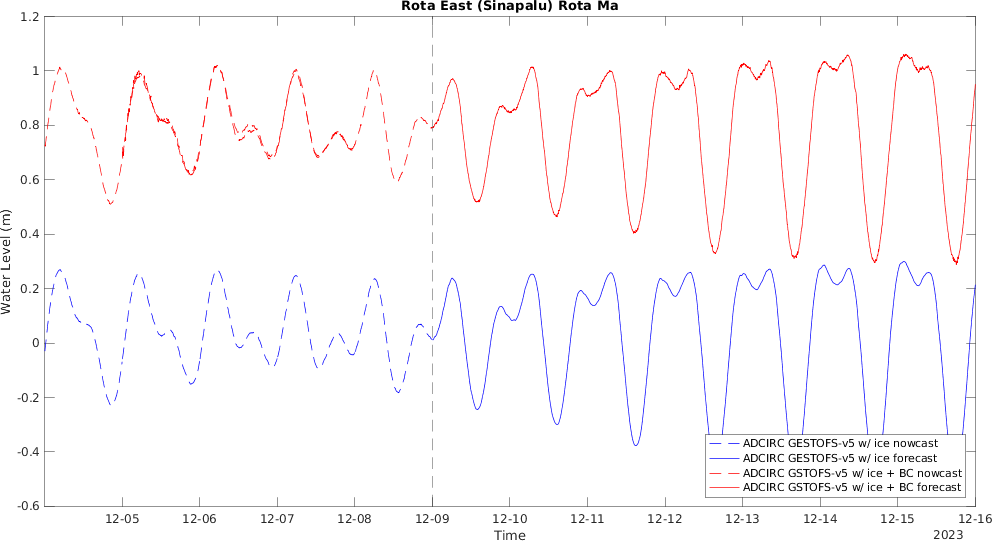 Rota East (Sinapalu) Rota Ma
1.2
1
0.8
0.6
0.4
0.2
0
-0.2
-0.4
-0.6
Water Level (m)
ADCIRC GESTOFS-v5 w/ ice nowcast
ADCIRC GESTOFS-v5 w/ ice forecast
ADCIRC GSTOFS-v5 w/ ice + BC nowcast
ADCIRC GSTOFS-v5 w/ ice + BC forecast
12-05 12-06 12-07 12-08 12-09 12-10 12-11 12-12 12-13 12-14 12-15 12-16
Time
2023